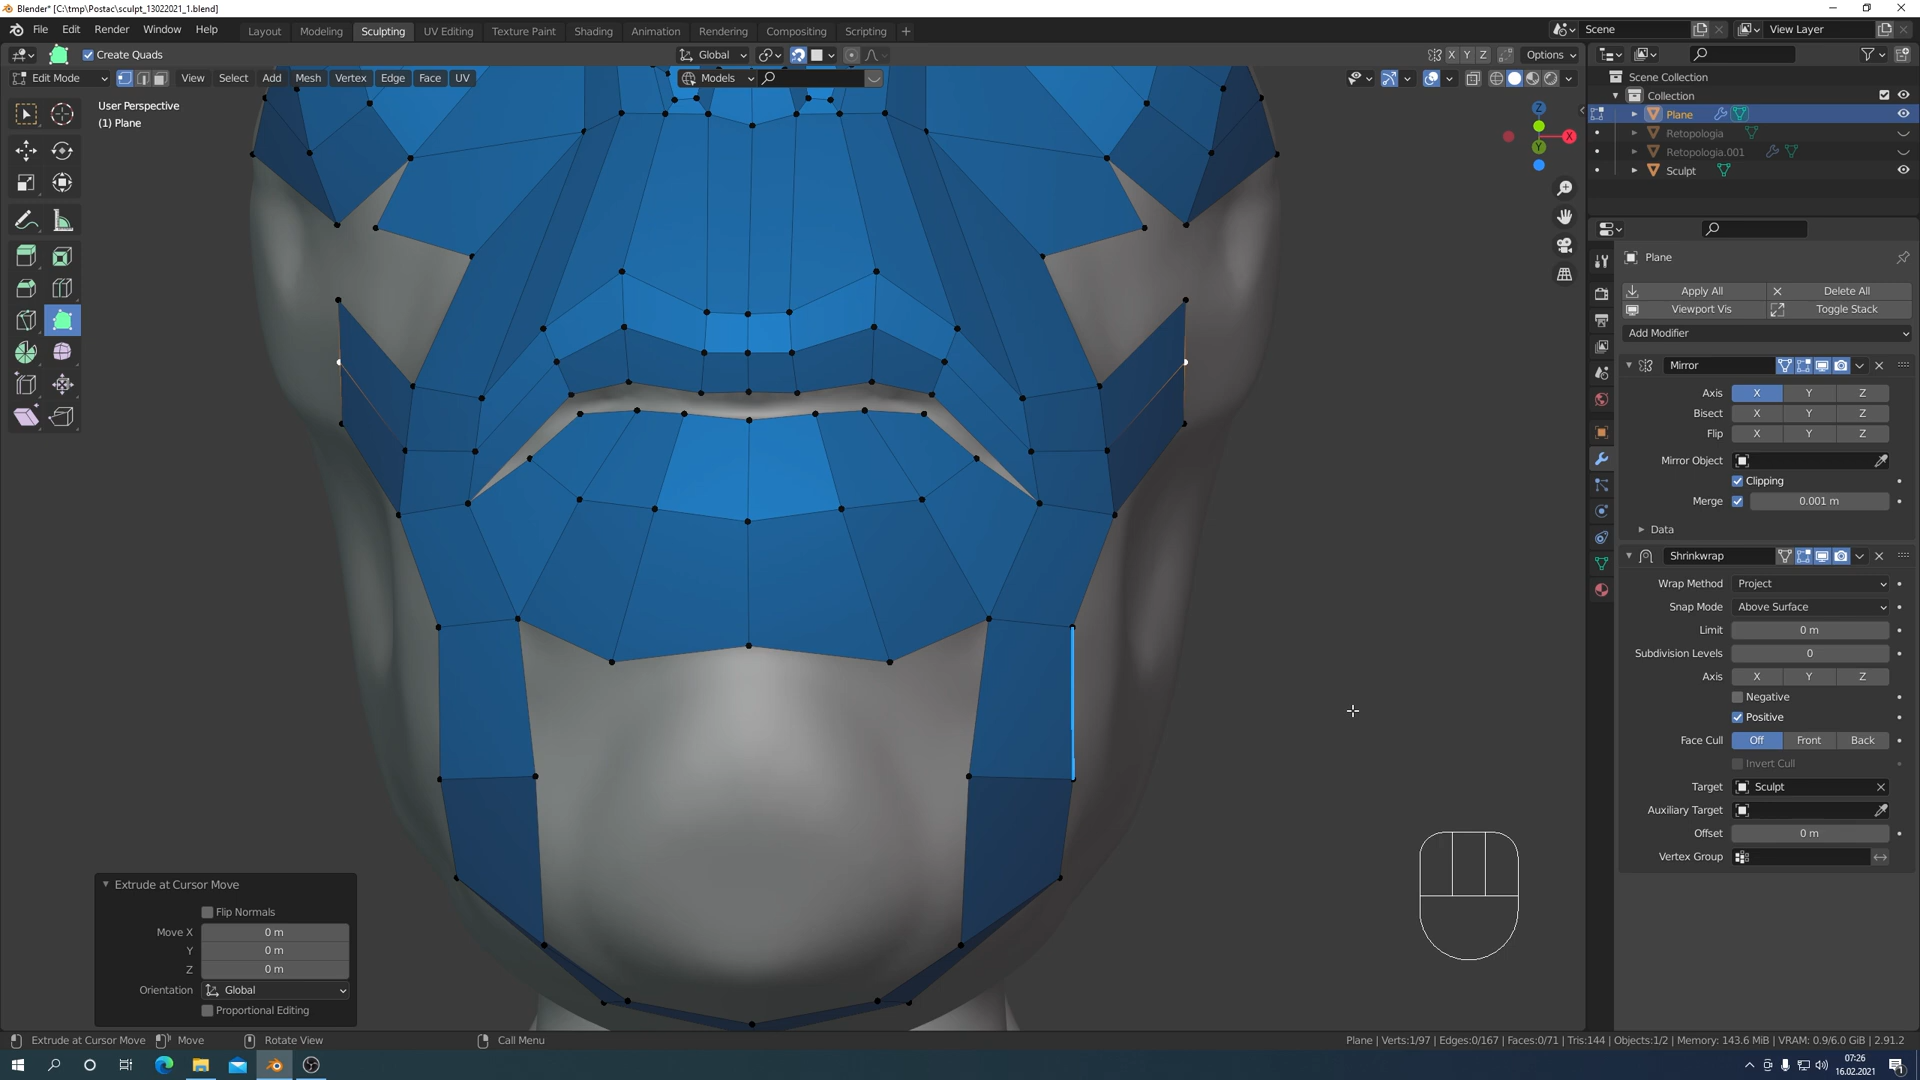 Blender* [C:\tmp\Postac\sculpt_13022021_1.blend]
File Edit Render Window Help Layout Modeling Sculpting UV Editing Texture Paint Shading Animation Rendering Compositing Scripting + Scene View Layer
Create Quads Global X Y Z Options
Edit Mode View Select Add Mesh Vertex Edge Face UV Models
User Perspective
(1) Plane
Z
X
Y
Scene Collection
Collection
Plane
Retopologia
Retopologia.001
Sculpt
Plane
Apply All Delete All
Viewport Vis Toggle Stack
Add Modifier
Mirror
Axis X Y Z
Bisect X Y Z
Flip X Y Z
Mirror Object
Clipping
Merge 0.001 m
Data
Shrinkwrap
Wrap Method Project
Snap Mode Above Surface
Limit 0 m
Subdivision Levels 0
Axis X Y Z
Negative
Positive
Face Cull Off Front Back
Invert Cull
Target Sculpt
Auxiliary Target
Offset 0 m
Vertex Group
Extrude at Cursor Move
Flip Normals
Move X 0 m
Y 0 m
Z 0 m
Orientation Global
Proportional Editing
Extrude at Cursor Move Move Rotate View Call Menu Plane | Verts:1/97 | Edges:0/167 | Faces:0/71 | Tris:144 | Objects:1/2 | Memory: 143.6 MiB | VRAM: 0.9/6.0 GiB | 2.91.2
07:26
16.02.2021